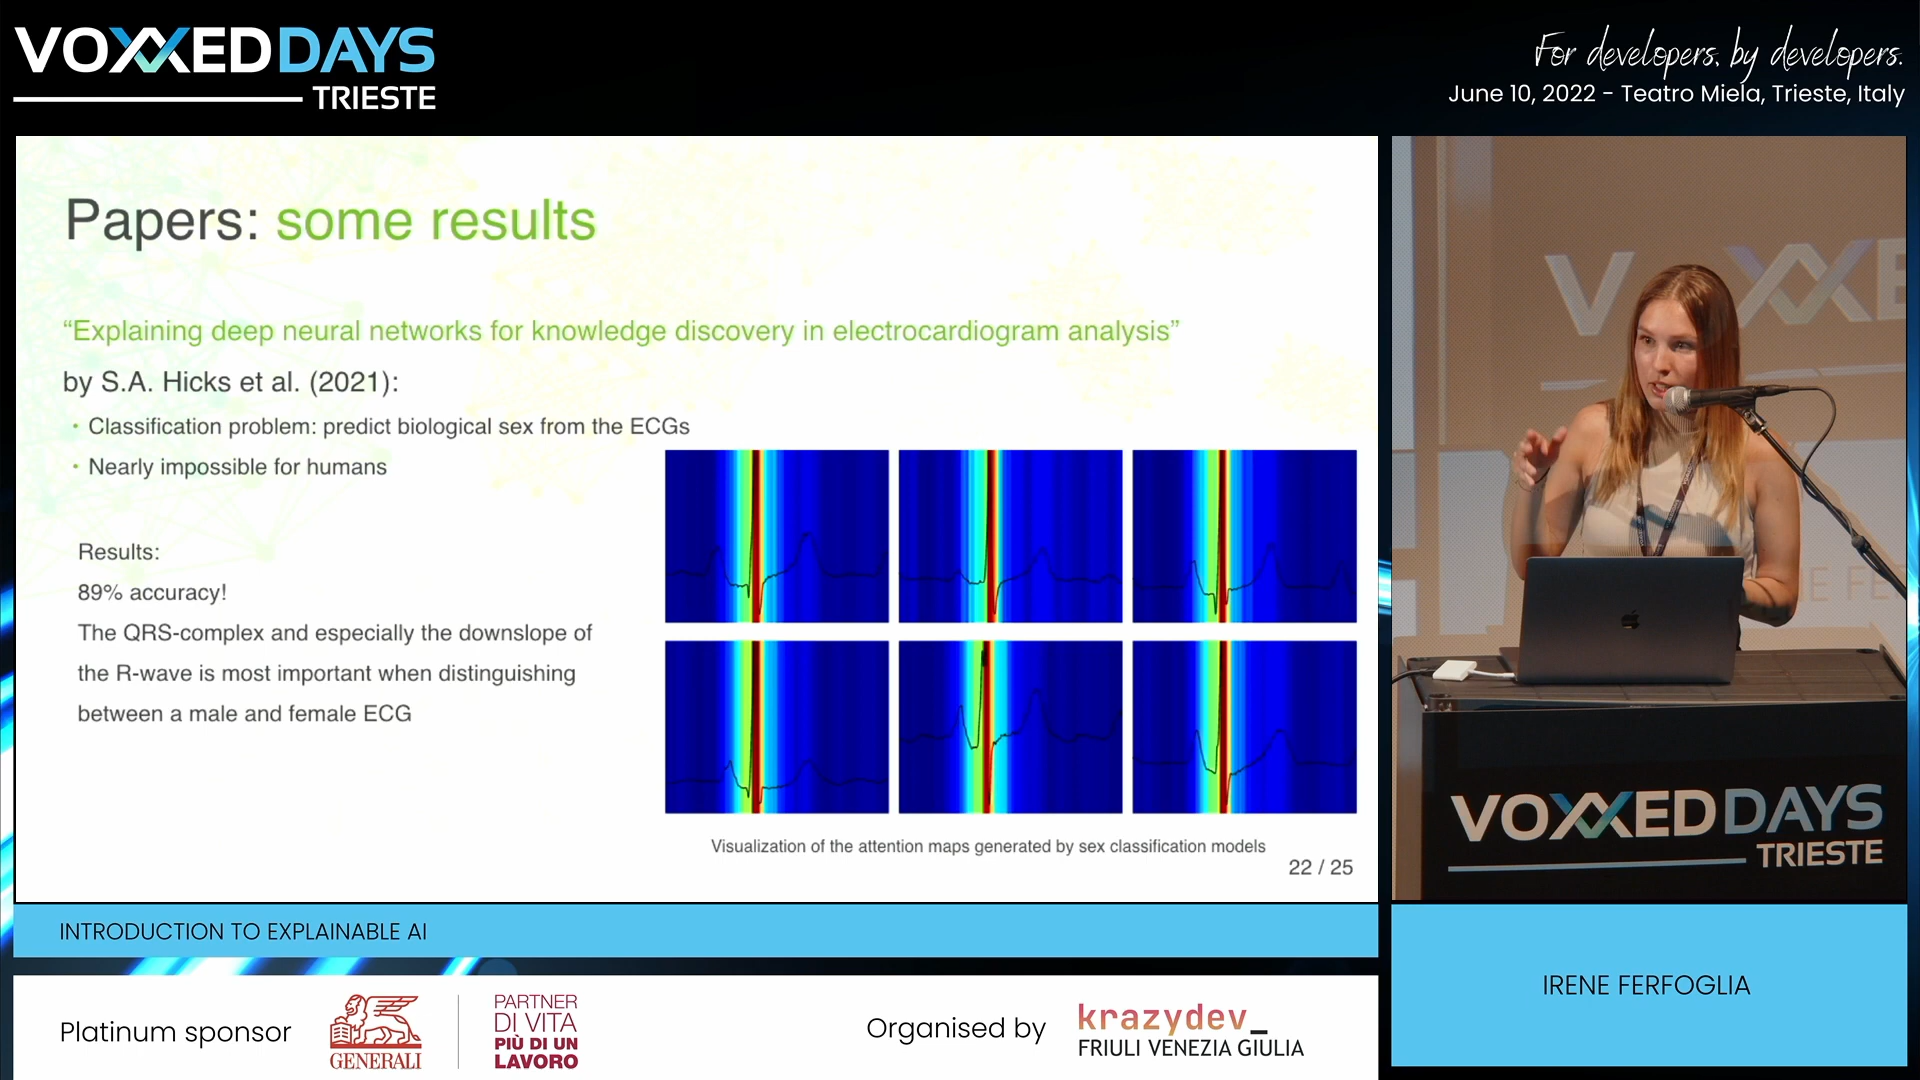 VOXXEDDAYS
TRIESTE
For developers, by developers.
June 10, 2022 - Teatro Miela, Trieste, Italy
Papers: some results
“Explaining deep neural networks for knowledge discovery in electrocardiogram analysis”
by S.A. Hicks et al. (2021):
• Classification problem: predict biological sex from the ECGs
• Nearly impossible for humans
Results:
89% accuracy!
The QRS-complex and especially the downslope of
the R-wave is most important when distinguishing
between a male and female ECG
Visualization of the attention maps generated by sex classification models
22 / 25
VOXXEDDAYS
TRIESTE
INTRODUCTION TO EXPLAINABLE AI
IRENE FERFOGLIA
Platinum sponsor
GENERALI
PARTNER
DI VITA
PIÙ DI UN
LAVORO
Organised by
krazydev_
FRIULI VENEZIA GIULIA